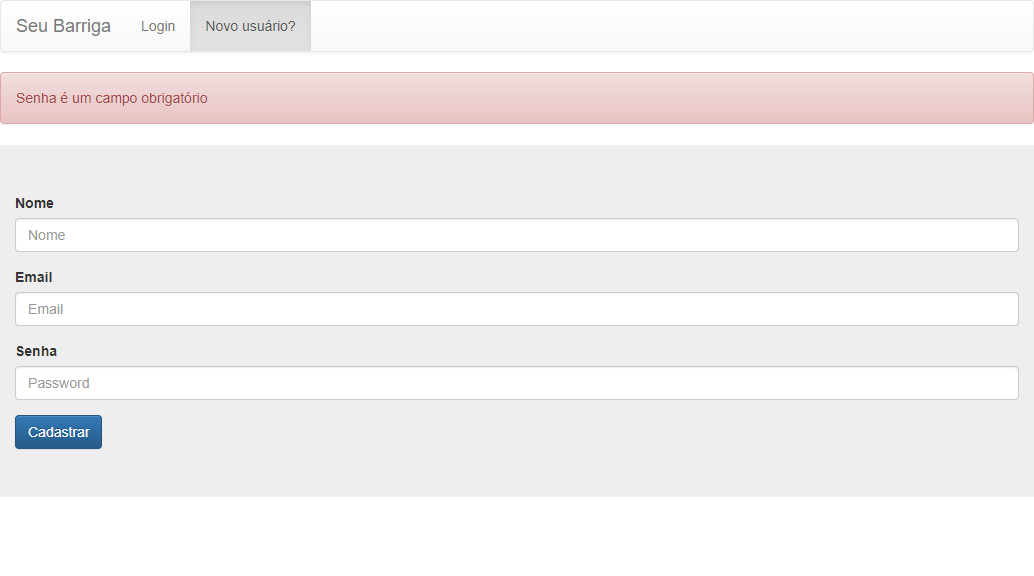 Seu Barriga Login Novo usuário?
Senha é um campo obrigatório
Nome
Nome
Email
Email
Senha
Password
Cadastrar